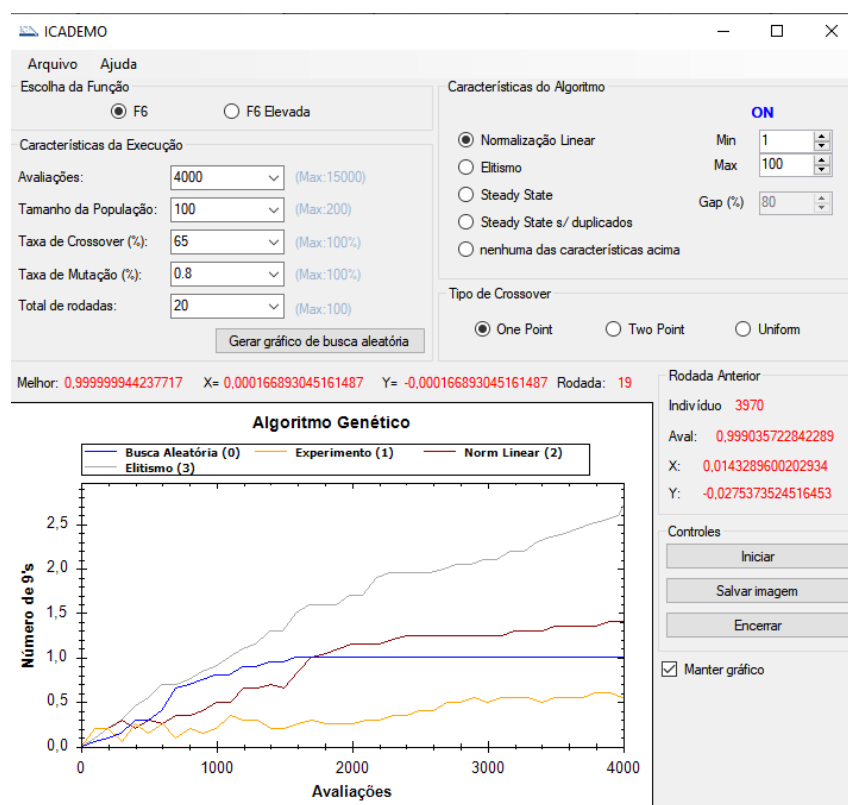 ICADEMO
Arquivo Ajuda
Escolha da Função
F6 F6 Elevada
Características da Execução
Avaliações: 4000 (Max:15000)
Tamanho da População: 100 (Max:200)
Taxa de Crossover (%): 65 (Max:100%)
Taxa de Mutação (%): 0.8 (Max:100%)
Total de rodadas: 20 (Max:100)
Gerar gráfico de busca aleatória
Características do Algoritmo
ON
Normalização Linear Min 1
Elitismo Max 100
Steady State Gap (%) 80
Steady State s/ duplicados
nenhuma das características acima
Tipo de Crossover
One Point Two Point Uniform
Melhor: 0,999999944237717 X= 0,000166893045161487 Y= -0,000166893045161487 Rodada: 19
Algoritmo Genético
Busca Aleatória (0) Experimento (1) Norm Linear (2)
Elitismo (3)
Número de 9's
2,5
2,0
1,5
1,0
0,5
0,0
0 1000 2000 3000 4000
Avaliações
Rodada Anterior
Indivíduo 3970
Aval: 0,999035722842289
X: 0,0143289600202934
Y: -0,0275373524516453
Controles
Iniciar
Salvar imagem
Encerrar
Manter gráfico